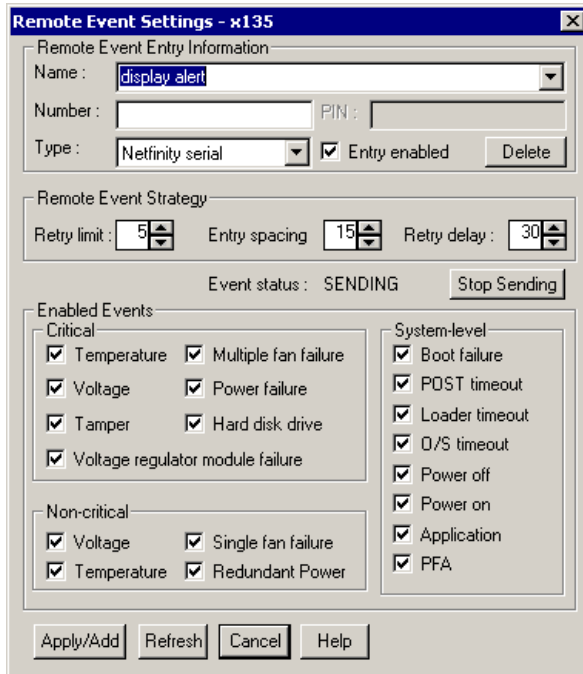 Remote Event Settings - x135
Remote Event Entry Information
Name : display alert
Number : PIN :
Type : Netfinity serial Entry enabled Delete
Remote Event Strategy
Retry limit : 5 Entry spacing 15 Retry delay : 30
Event status : SENDING Stop Sending
Enabled Events
Critical
Temperature Multiple fan failure
Voltage Power failure
Tamper Hard disk drive
Voltage regulator module failure
Non-critical
Voltage Single fan failure
Temperature Redundant Power
System-level
Boot failure
POST timeout
Loader timeout
O/S timeout
Power off
Power on
Application
PFA
Apply/Add Refresh Cancel Help